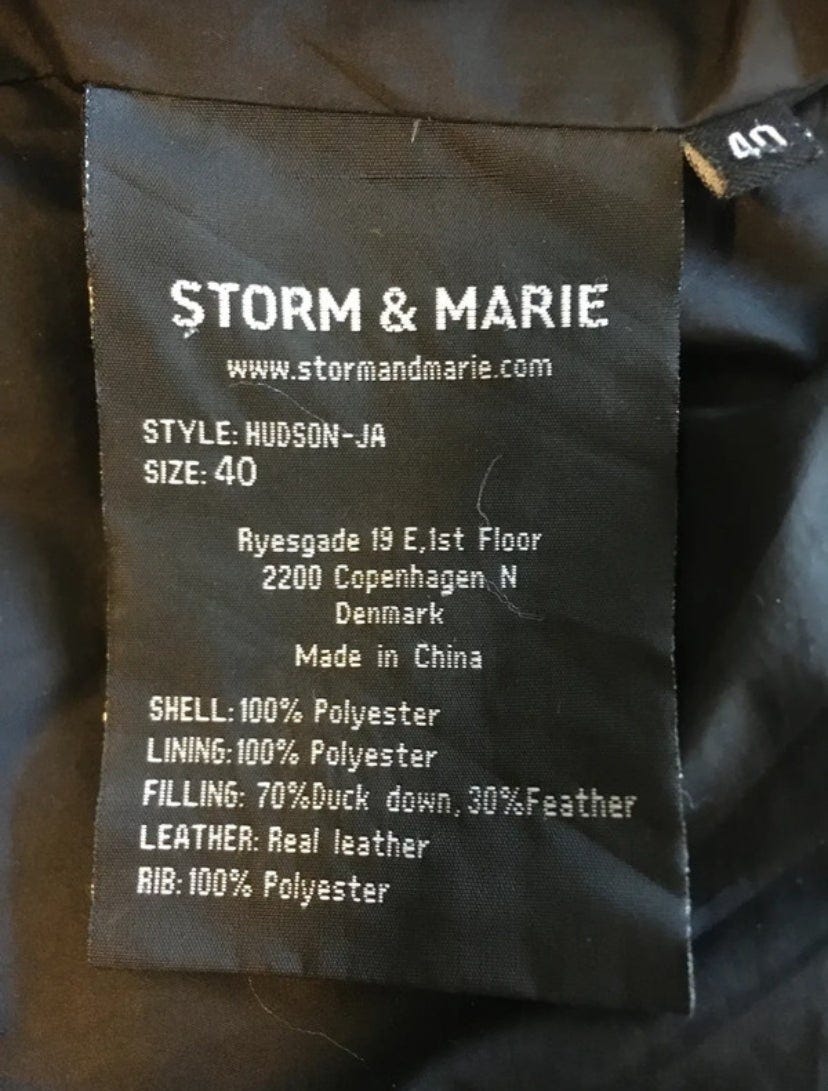 40
STORM & MARIE
www.stormandmarie.com
STYLE: HUDSON-JA
SIZE: 40
Ryesgade 19 E,1st Floor
2200 Copenhagen N
Denmark
Made in China
SHELL: 100% Polyester
LINING: 100% Polyester
FILLING: 70%Duck down, 30%Feather
LEATHER: Real leather
RIB: 100% Polyester